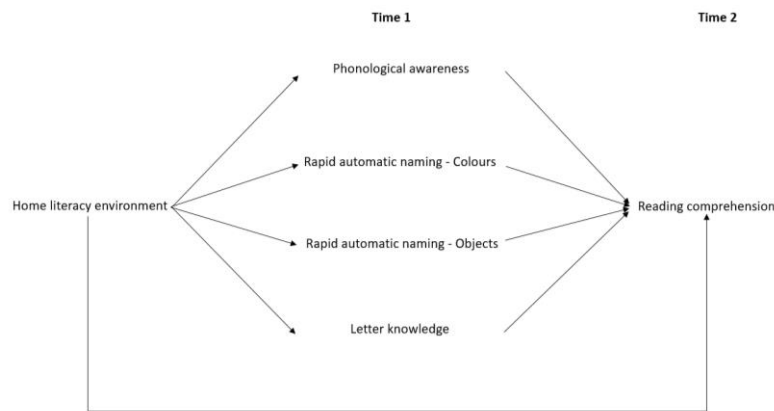 Time 1
Time 2
Phonological awareness
Rapid automatic naming - Colours
Home literacy environment
Reading comprehension
Rapid automatic naming - Objects
Letter knowledge